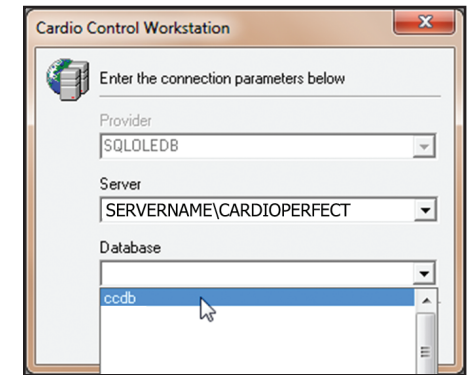 Cardio Control Workstation
Enter the connection parameters below
Provider
SQLOLEDB
Server
SERVERNAME\CARDIOPERFECT
Database
ccdb